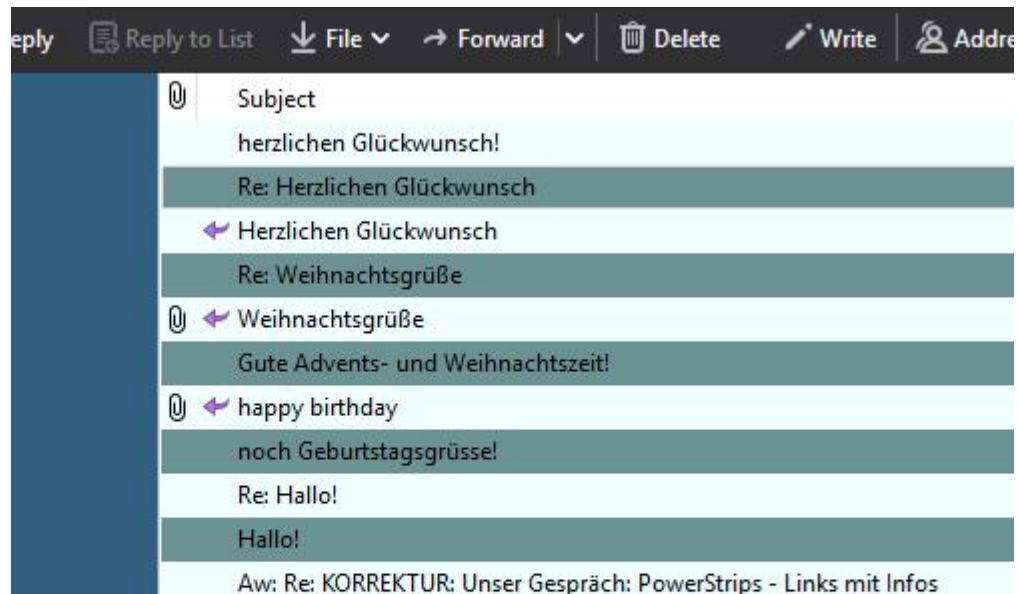 eply Reply to List File Forward Delete Write Addre
Subject
herzlichen Glückwunsch!
Re: Herzlichen Glückwunsch
Herzlichen Glückwunsch
Re: Weihnachtsgrüße
Weihnachtsgrüße
Gute Advents- und Weihnachtszeit!
happy birthday
noch Geburtstagsgrüsse!
Re: Hallo!
Hallo!
Aw: Re: KORREKTUR: Unser Gespräch: PowerStrips - Links mit Infos